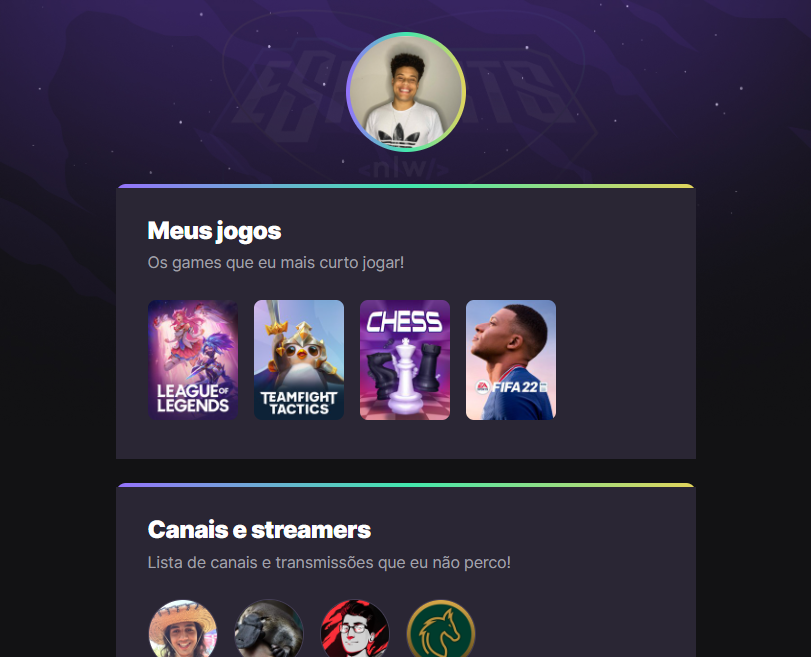 ESPORTS
<nlw/>
Meus jogos
Os games que eu mais curto jogar!
LEAGUE OF
LEGENDS
TEAMFIGHT
TACTICS
CHESS
FIFA 22
Canais e streamers
Lista de canais e transmissões que eu não perco!